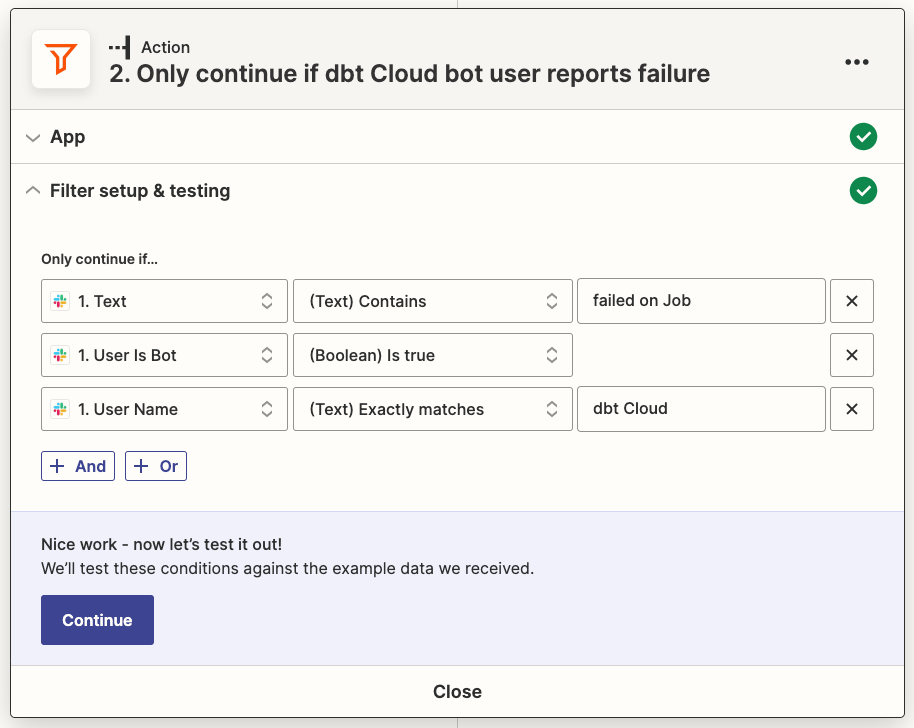 Action
2. Only continue if dbt Cloud bot user reports failure
App
Filter setup & testing
Only continue if...
1. Text (Text) Contains failed on Job
1. User Is Bot (Boolean) Is true
1. User Name (Text) Exactly matches dbt Cloud
+ And + Or
Nice work - now let’s test it out!
We’ll test these conditions against the example data we received.
Continue
Close